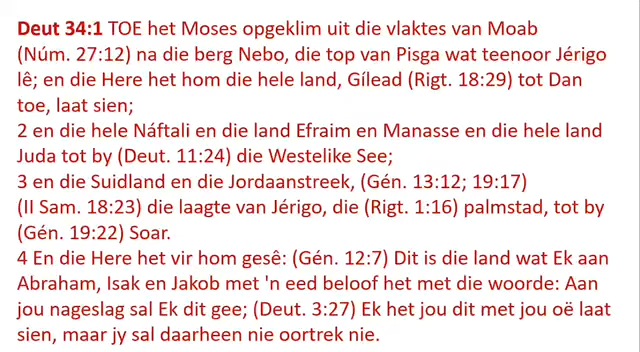 Deut 34:1 TOE het Moses opgeklim uit die vlaktes van Moab
(Núm. 27:12) na die berg Nebo, die top van Pisga wat teenoor Jérigo
lê; en die Here het hom die hele land, Gílead (Rigt. 18:29) tot Dan
toe, laat sien;
2 en die hele Náftali en die land Efraim en Manasse en die hele land
Juda tot by (Deut. 11:24) die Westelike See;
3 en die Suidland en die Jordaanstreek, (Gén. 13:12; 19:17)
(II Sam. 18:23) die laagte van Jérigo, die (Rigt. 1:16) palmstad, tot by
(Gén. 19:22) Soar.
4 En die Here het vir hom gesê: (Gén. 12:7) Dit is die land wat Ek aan
Abraham, Isak en Jakob met 'n eed beloof het met die woorde: Aan
jou nageslag sal Ek dit gee; (Deut. 3:27) Ek het jou dit met jou oë laat
sien, maar jy sal daarheen nie oortrek nie.